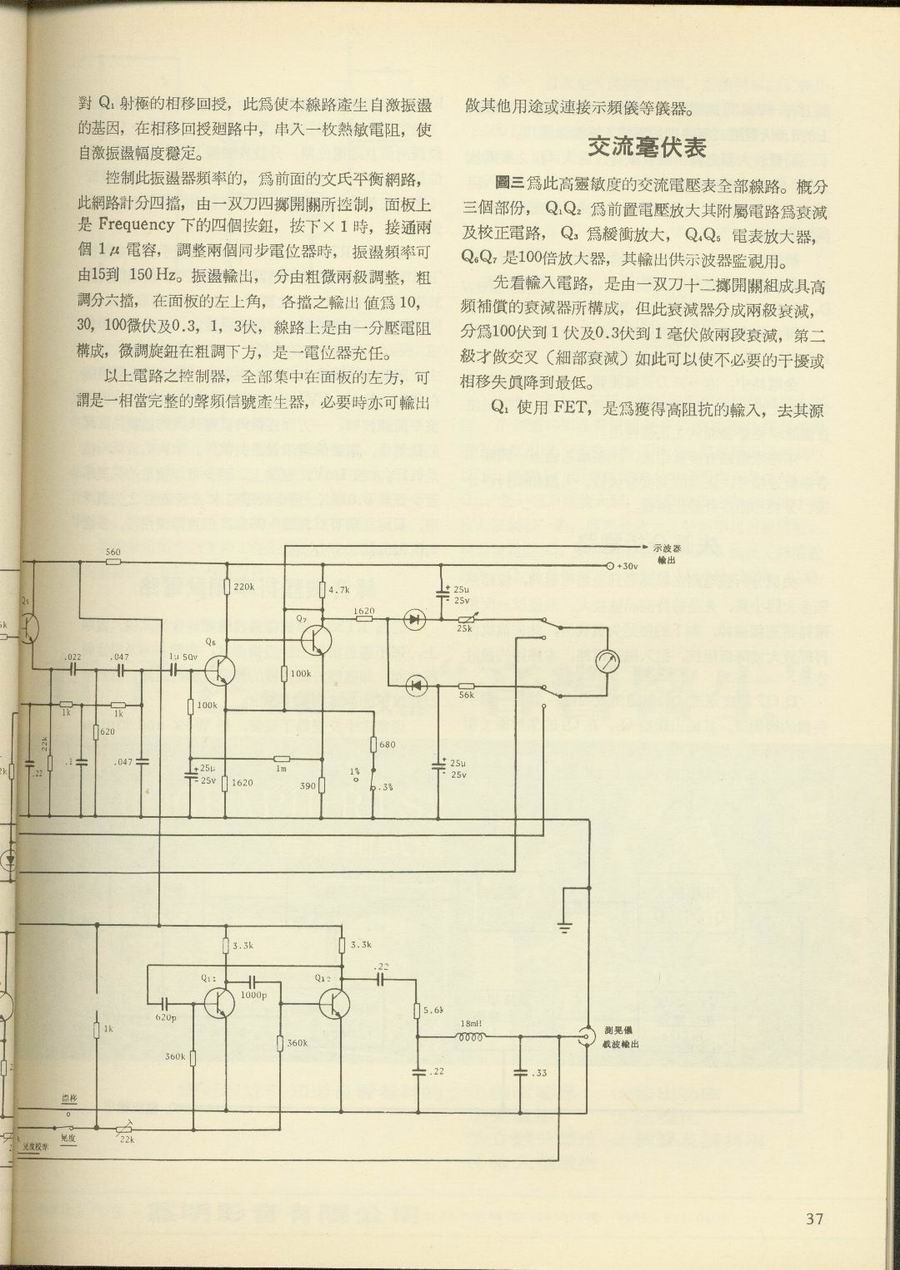 對 Q₁ 射極的相移回授，此爲使本線路產生自激振盪
的基因，在相移回授廻路中，串入一枚熱敏電阻，使
自激振盪幅度穩定。
控制此振盪器頻率的，爲前面的文氏平衡網路，
此網路計分四擋，由一双刀四擲開關所控制，面板上
是 Frequency 下的四個按鈕，按下×1時，接通兩
個 1μ 電容，調整兩個同步電位器時，振盪頻率可
由15到 150 Hz。振盪輸出，分由粗微兩級調整，粗
調分六擋，在面板的左上角，各擋之輸出値爲 10，
30，100微伏及0.3，1，3伏，線路上是由一分壓電阻
構成，微調旋鈕在粗調下方，是一電位器充任。
以上電路之控制器，全部集中在面板的左方，可
謂是一相當完整的聲頻信號產生器，必要時亦可輸出
做其他用途或連接示頻儀等儀器。
交流毫伏表
圖三爲此高靈敏度的交流電壓表全部線路。概分
三個部份，Q₁Q₂ 爲前置電壓放大其附屬電路爲衰減
及校正電路，Q₃ 爲緩衝放大，Q₄Q₅ 電表放大器，
Q₆Q₇ 是100倍放大器，其輸出供示波器監視用。
先看輸入電路，是由一双刀十二擲開關組成具高
頻補償的衰減器所構成，但此衰減器分成兩級衰減，
分爲100伏到1伏及0.3伏到1毫伏做兩段衰減，第二
級才做交叉（細部衰減）如此可以使不必要的干擾或
相移失眞降到最低。
Q₁ 使用 FET，是爲獲得高阻抗的輸入，去其源
560
示波器
輸出
+30v
220k
4.7k
25u
25v
1620
25k
Q₆
Q₇
.022
.047
1μ 50v
100k
56k
1k
1k
100k
620
22k
680
.22
.1
.047
25μ
25v
1620
1m
390
1%
.3%
25u
25v
3.3k
3.3k
.22
1000p
620p
5.6k
18mH
測晃儀
載波輸出
1k
360k
360k
.22
.33
晃度
22k
晃度校準
37